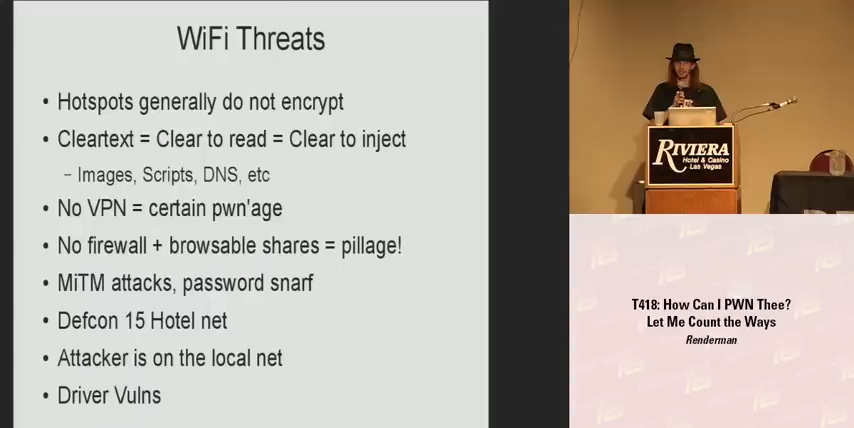 WiFi Threats
• Hotspots generally do not encrypt
• Cleartext = Clear to read = Clear to inject
– Images, Scripts, DNS, etc
• No VPN = certain pwn'age
• No firewall + browsable shares = pillage!
• MiTM attacks, password snarf
• Defcon 15 Hotel net
• Attacker is on the local net
• Driver Vulns
RIVIERA
Hotel & Casino
Las Vegas
T418: How Can I PWN Thee?
Let Me Count the Ways
Renderman